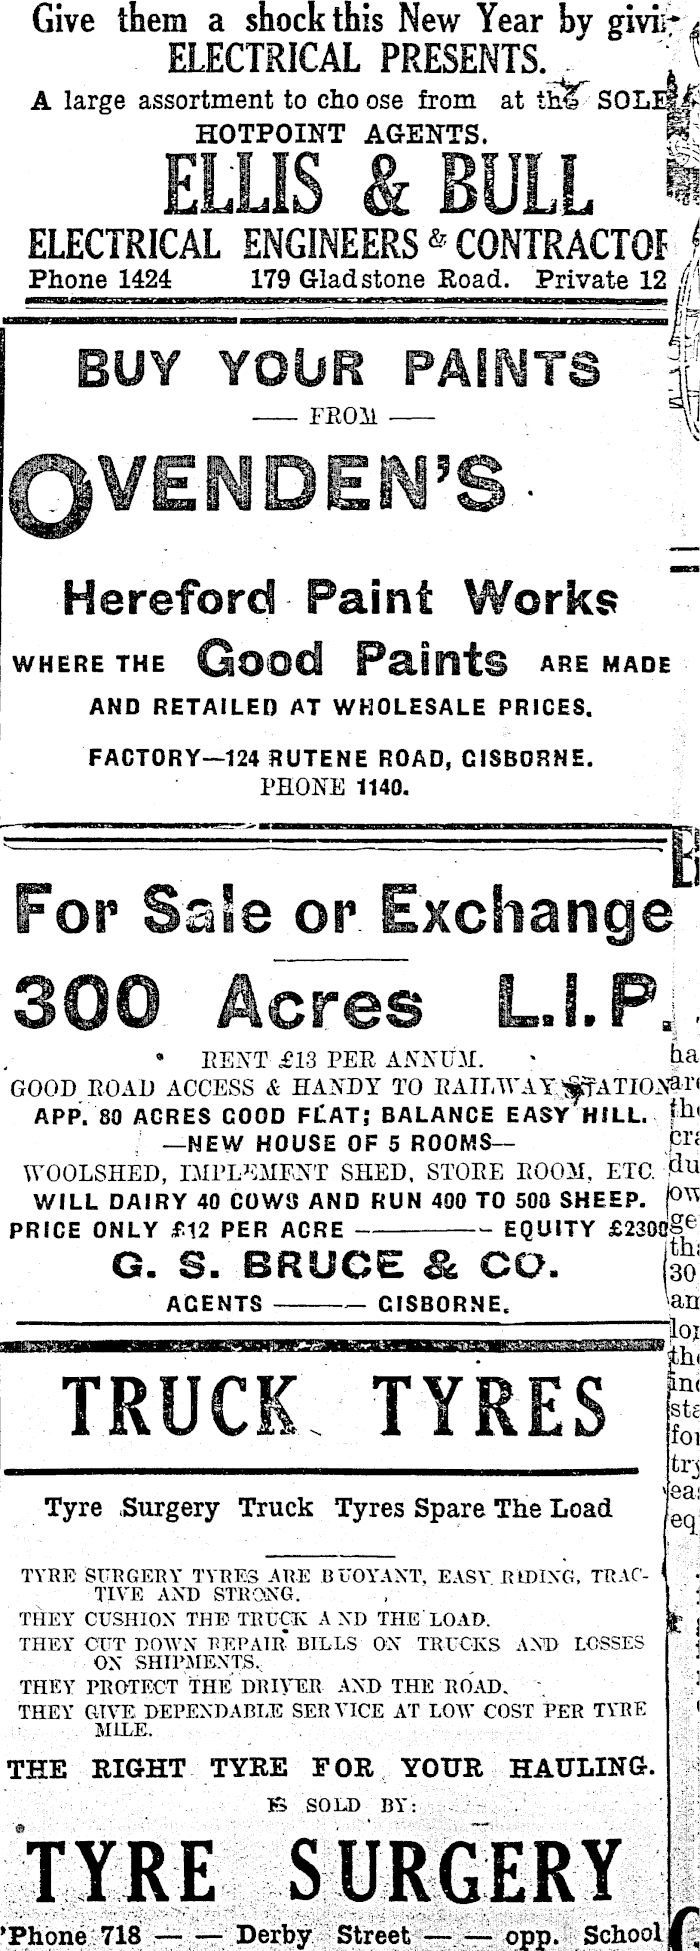 Give them a shock this New Year by givi
ELECTRICAL PRESENTS.
A large assortment to cho ose from at the SOLE
HOTPOINT AGENTS.
ELLIS & BULL
ELECTRICAL ENGINEERS & CONTRACTOR
Phone 1424 179 Gladstone Road. Private 12
BUY YOUR PAINTS
— FROM —
OVENDEN'S
Hereford Paint Works
WHERE THE Good Paints ARE MADE
AND RETAILED AT WHOLESALE PRICES.
FACTORY—124 RUTENE ROAD, GISBORNE.
PHONE 1140.
For Sale or Exchange
300 Acres L.I.P.
RENT £13 PER ANNUM.
GOOD ROAD ACCESS & HANDY TO RAILWAY STATION
APP. 80 ACRES GOOD FLAT; BALANCE EASY HILL.
—NEW HOUSE OF 5 ROOMS—
WOOLSHED, IMPLEMENT SHED, STORE ROOM, ETC.
WILL DAIRY 40 COWS AND RUN 400 TO 500 SHEEP.
PRICE ONLY £12 PER ACRE ———— EQUITY £2300
G. S. BRUCE & CO.
AGENTS ———— GISBORNE.
TRUCK TYRES
Tyre Surgery Truck Tyres Spare The Load
TYRE SURGERY TYRES ARE BUOYANT, EASY RIDING, TRAC-
TIVE AND STRONG.
THEY CUSHION THE TRUCK AND THE LOAD.
THEY CUT DOWN REPAIR BILLS ON TRUCKS AND LOSSES
ON SHIPMENTS.
THEY PROTECT THE DRIVER AND THE ROAD.
THEY GIVE DEPENDABLE SERVICE AT LOW COST PER TYRE
MILE.
THE RIGHT TYRE FOR YOUR HAULING.
IS SOLD BY:
TYRE SURGERY
'Phone 718 — — Derby Street — — opp. School